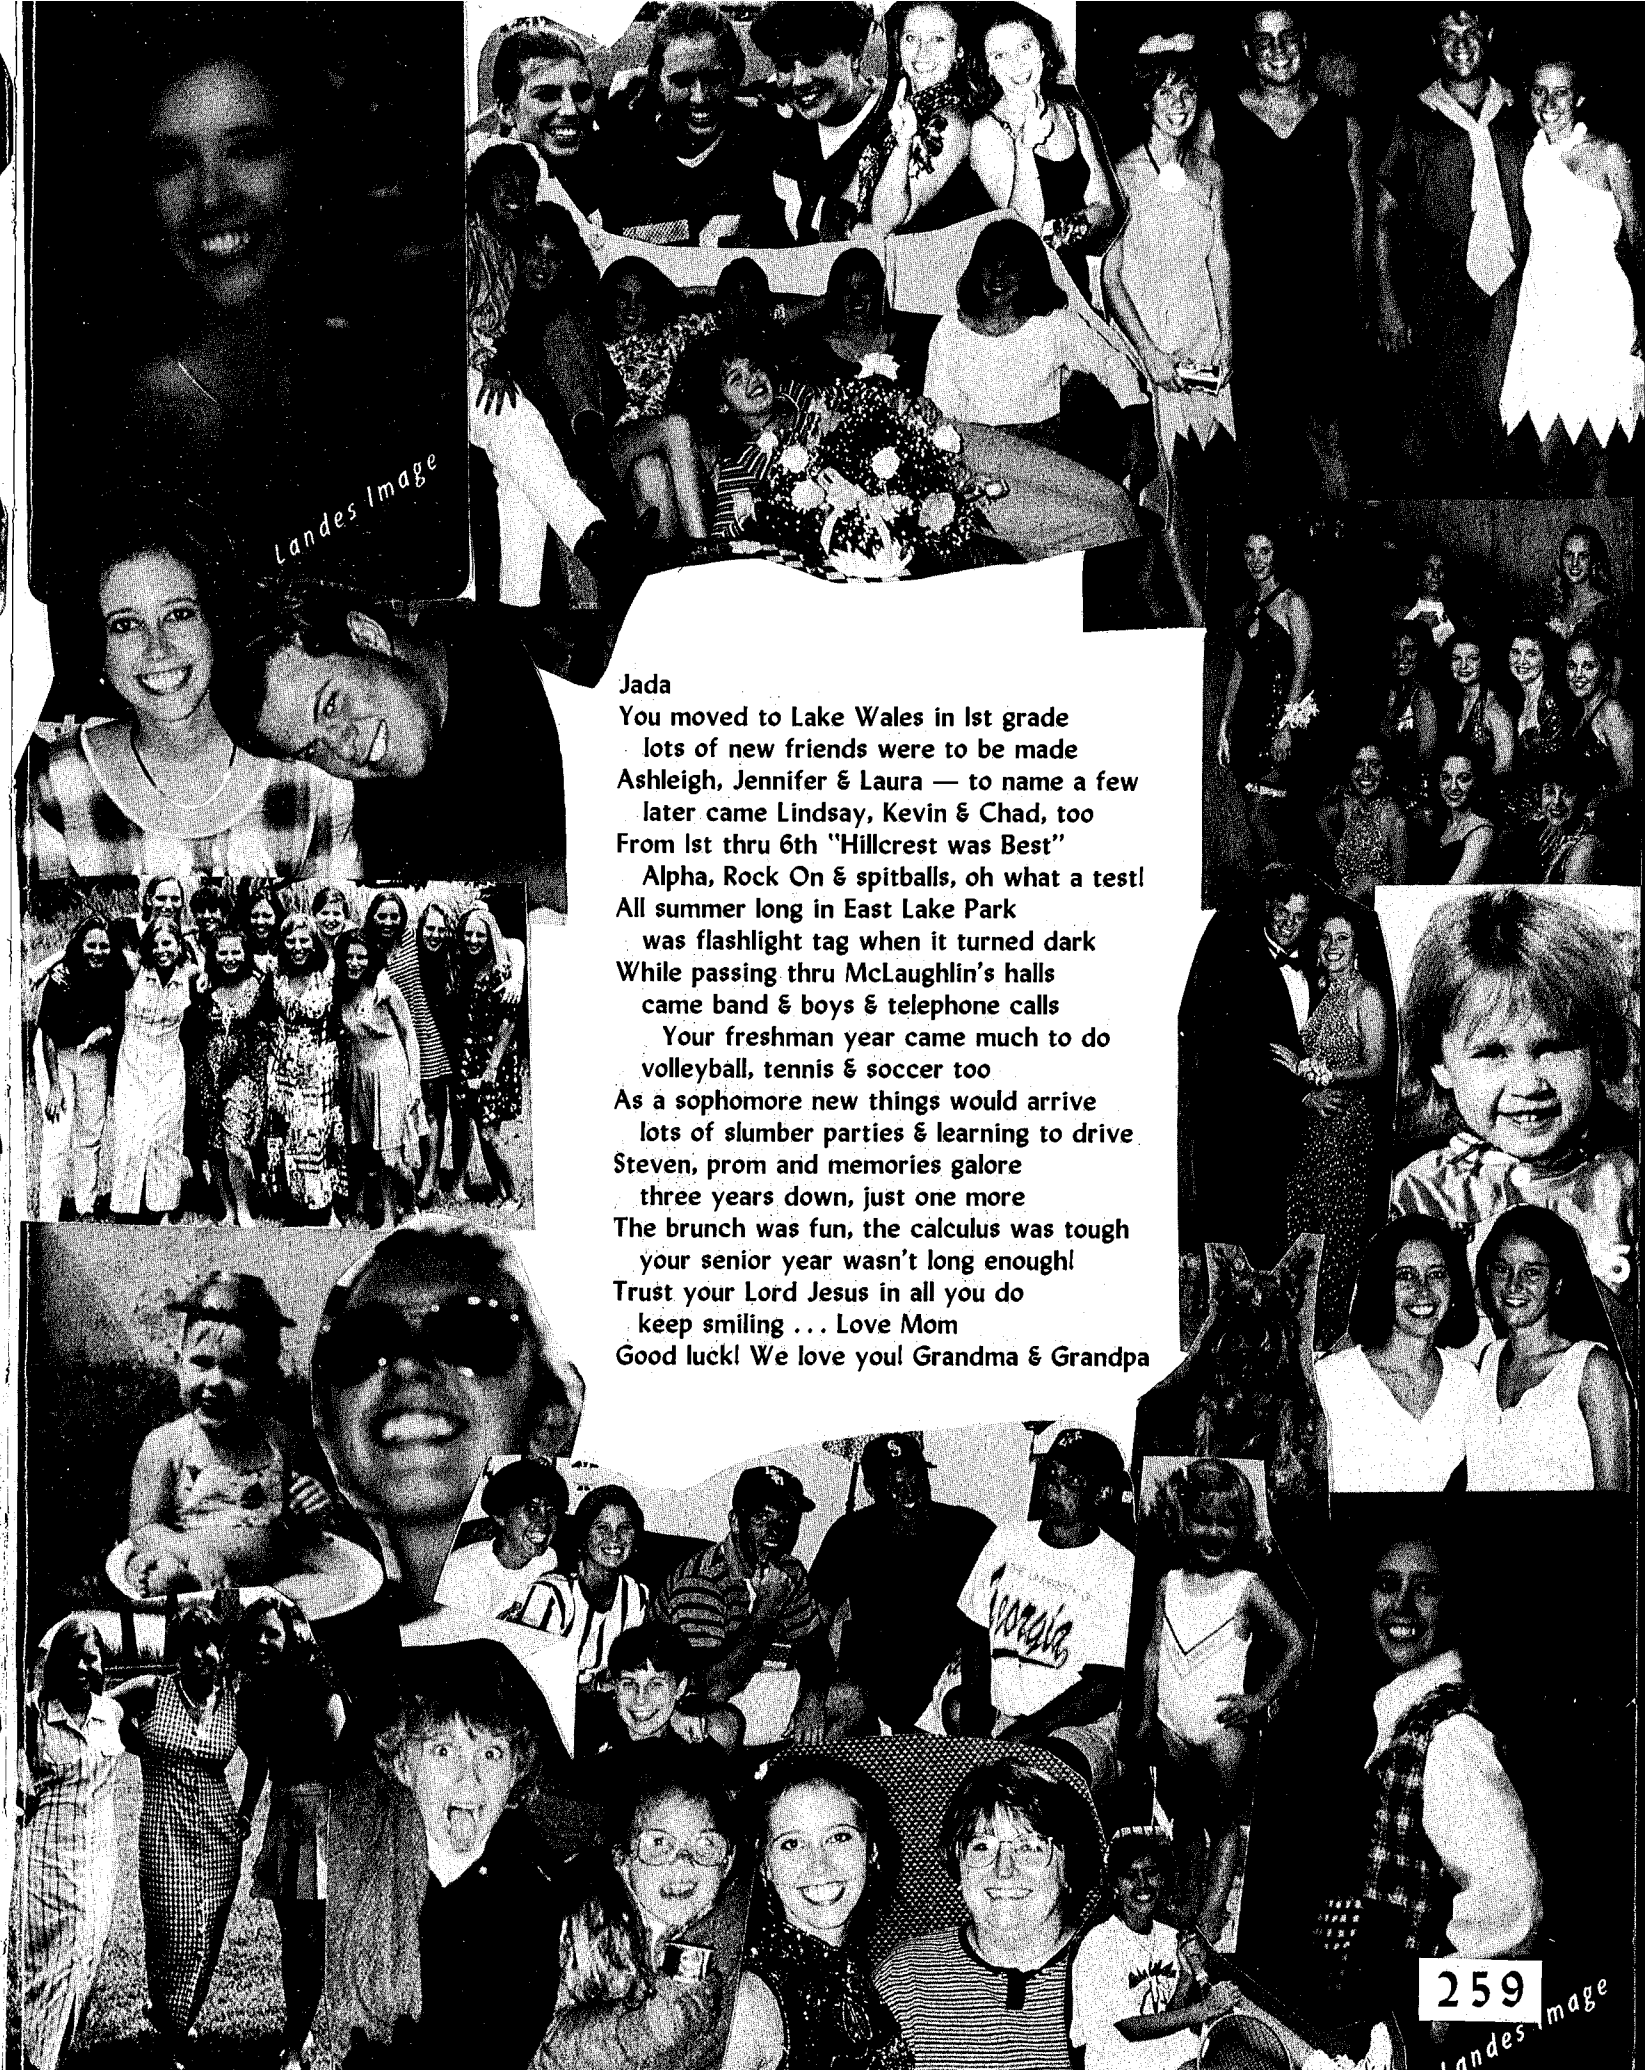 Landes Image
Jada
You moved to Lake Wales in 1st grade
lots of new friends were to be made
Ashleigh, Jennifer & Laura — to name a few
later came Lindsay, Kevin & Chad, too
From 1st thru 6th "Hillcrest was Best"
Alpha, Rock On & spitballs, oh what a test!
All summer long in East Lake Park
was flashlight tag when it turned dark
While passing thru McLaughlin's halls
came band & boys & telephone calls
Your freshman year came much to do
volleyball, tennis & soccer too
As a sophomore new things would arrive
lots of slumber parties & learning to drive
Steven, prom and memories galore
three years down, just one more
The brunch was fun, the calculus was tough
your senior year wasn't long enough!
Trust your Lord Jesus in all you do
keep smiling ... Love Mom
Good luck! We love you! Grandma & Grandpa
THE UNIVERSITY OF
Georgia
259
Landes Image